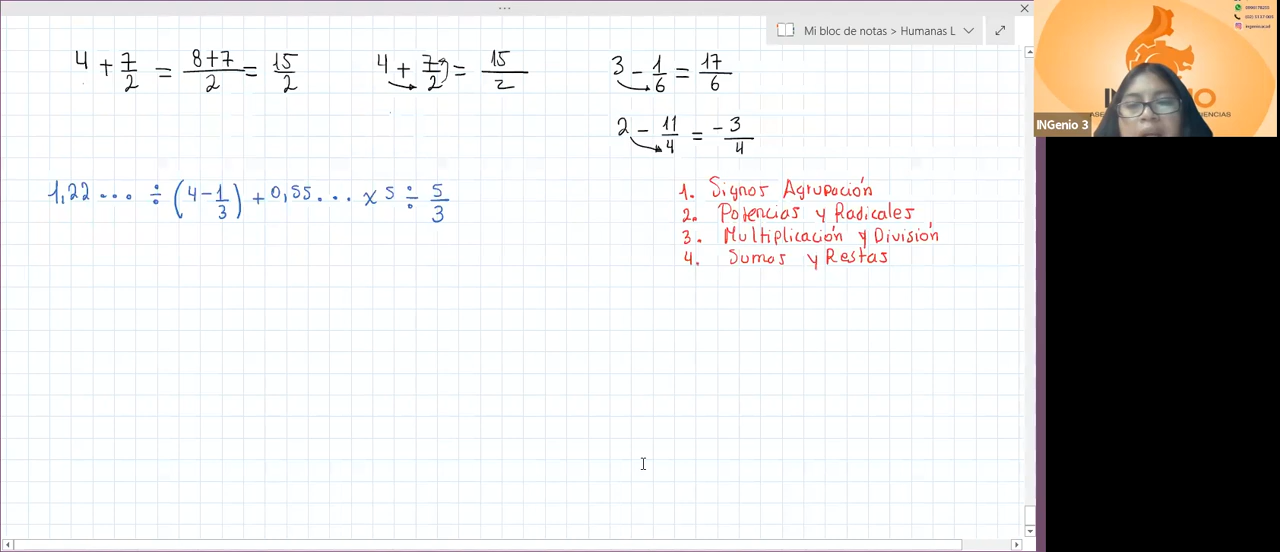 Mi bloc de notas > Humanas L
4 + 7/2 = 8+7/2 = 15/2
4 + 7/2 = 15/2
3 - 1/6 = 17/6
2 - 11/4 = -3/4
1,22... ÷ (4 - 1/3) + 0,55... x 5 ÷ 5/3
1. Signos Agrupación
2. Potencias y Radicales
3. Multiplicación y División
4. Sumas y Restas
INGenio 3